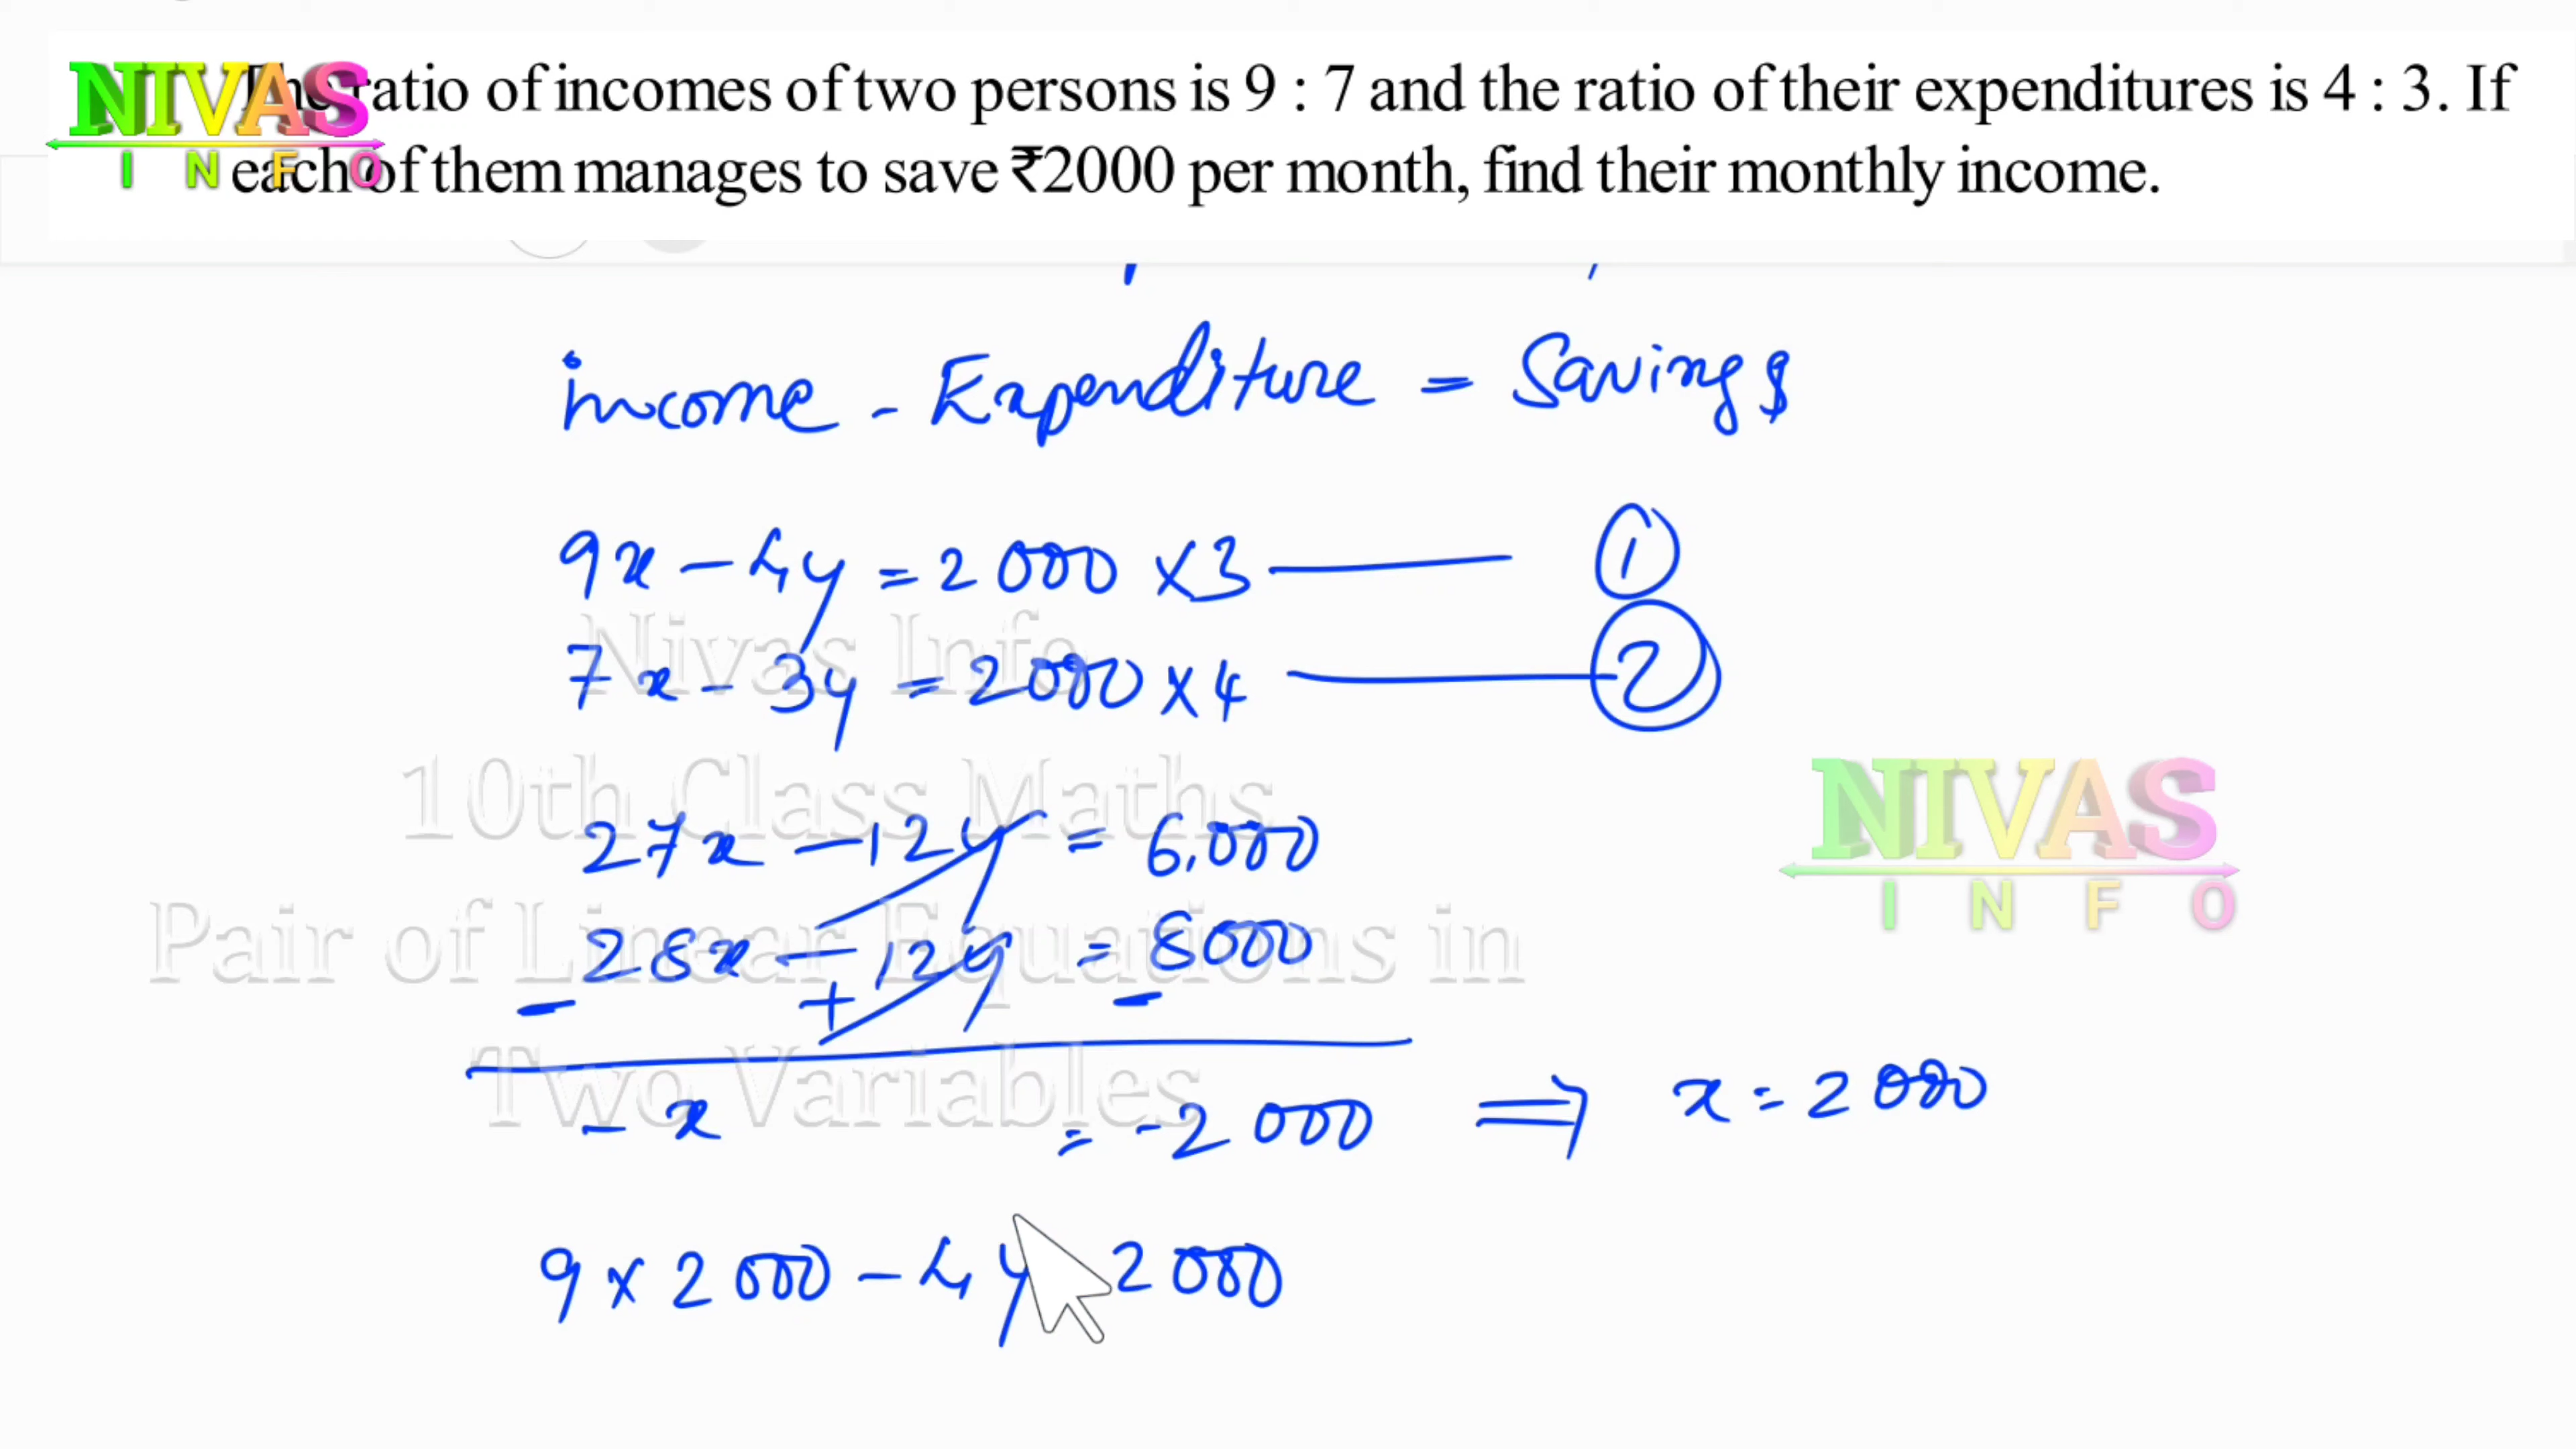 NIVAS
INFO
The ratio of incomes of two persons is 9 : 7 and the ratio of their expenditures is 4 : 3. If
each of them manages to save ₹2000 per month, find their monthly income.
income - Expenditure = Savings
9x - 4y = 2000 ×3 —— 1
7x - 3y = 2000 ×4 —— 2
Nivas Info
10th Class Maths
Pair of Linear Equations in
Two Variables
27x - 12y = 6,000
28x - 12y = 8000
- + -
- x = -2000 ⇒ x = 2000
NIVAS
INFO
9 × 2000 - 4y 2000